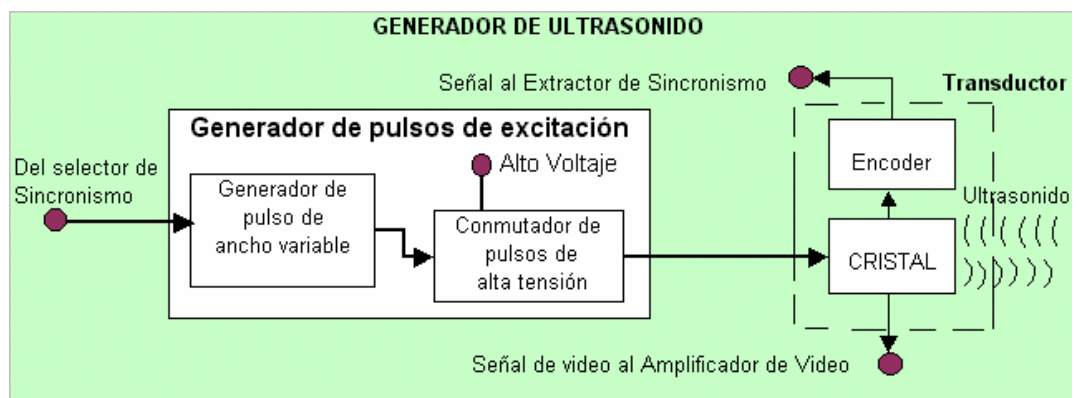 GENERADOR DE ULTRASONIDO
Señal al Extractor de Sincronismo
Transductor
Generador de pulsos de excitación
Del selector de
Sincronismo
Alto Voltaje
Generador de
pulso de
ancho variable
Conmutador de
pulsos de
alta tensión
Encoder
Ultrasonido
CRISTAL
Señal de video al Amplificador de Video